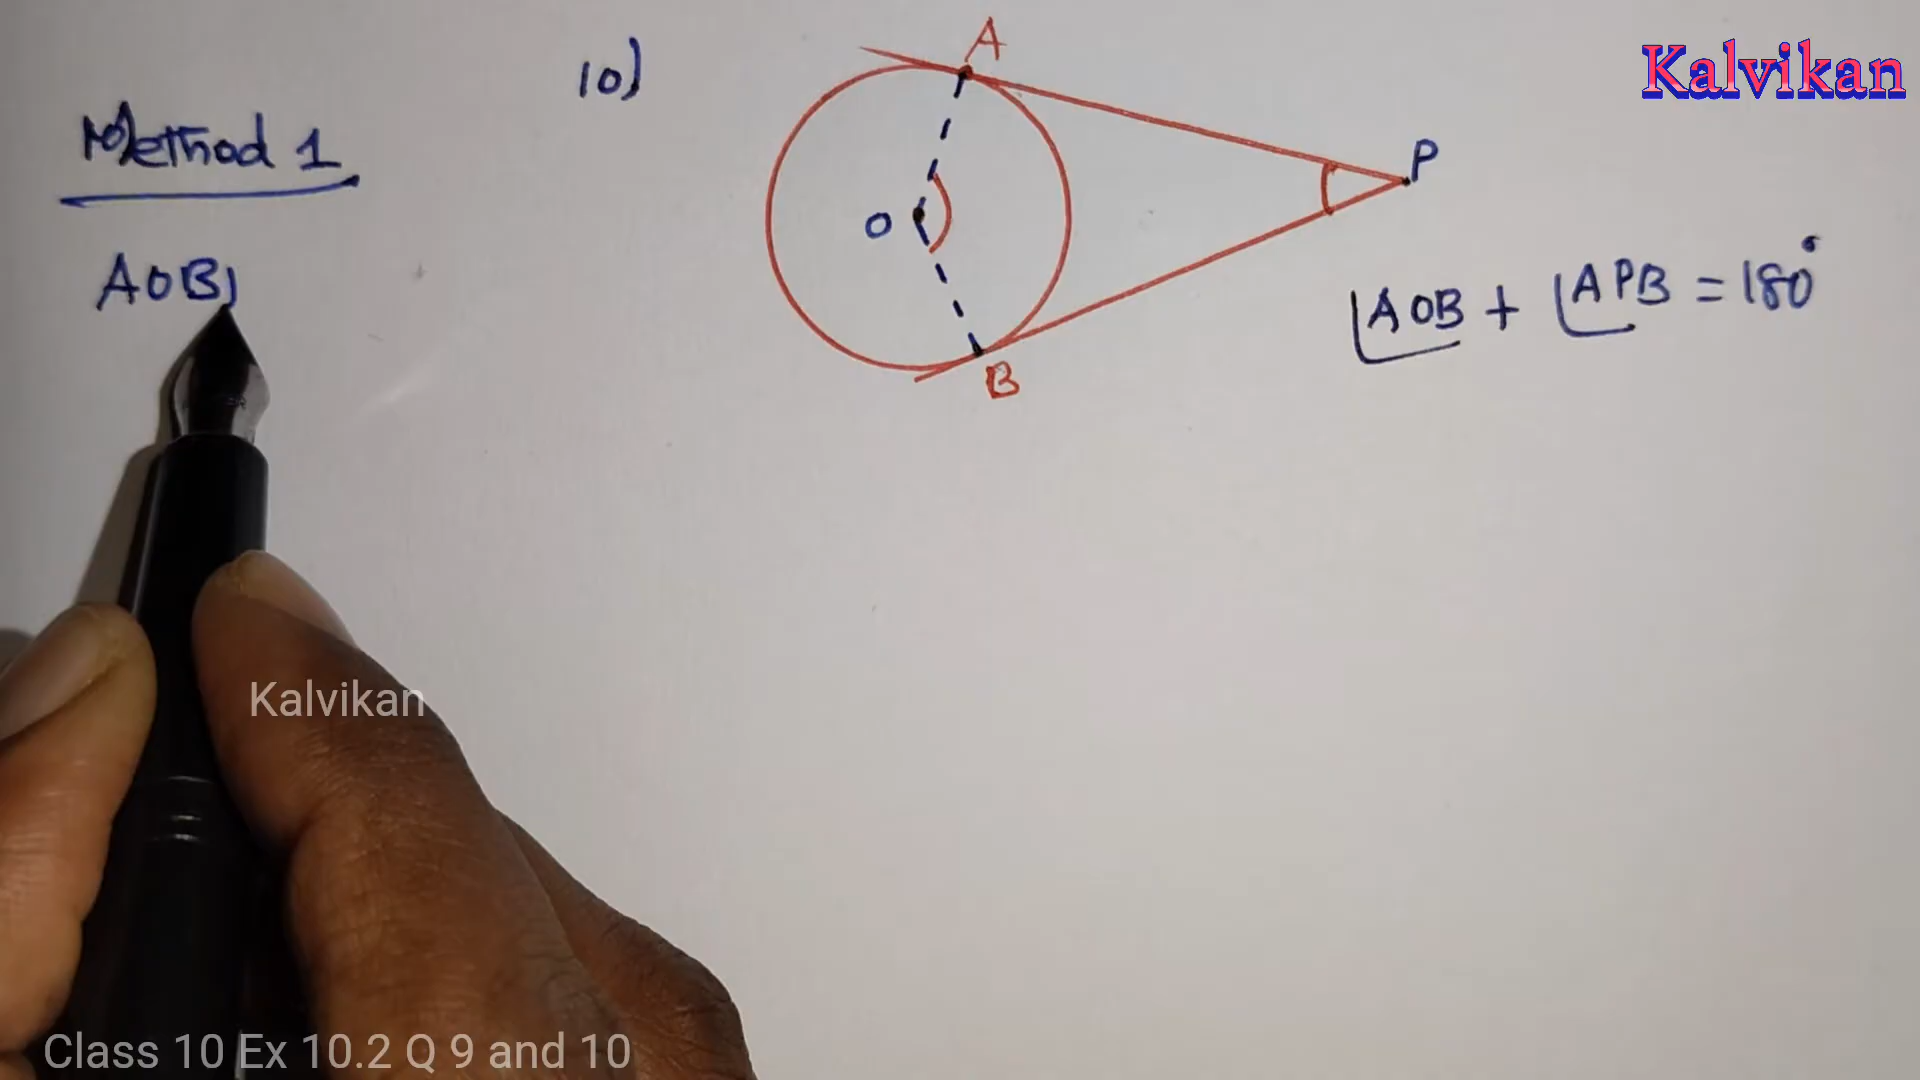 Kalvikan
10)
A
P
O
B
∠AOB + ∠APB = 180°
Method 1
AOB
Kalvikan
Class 10 Ex 10.2 Q 9 and 10